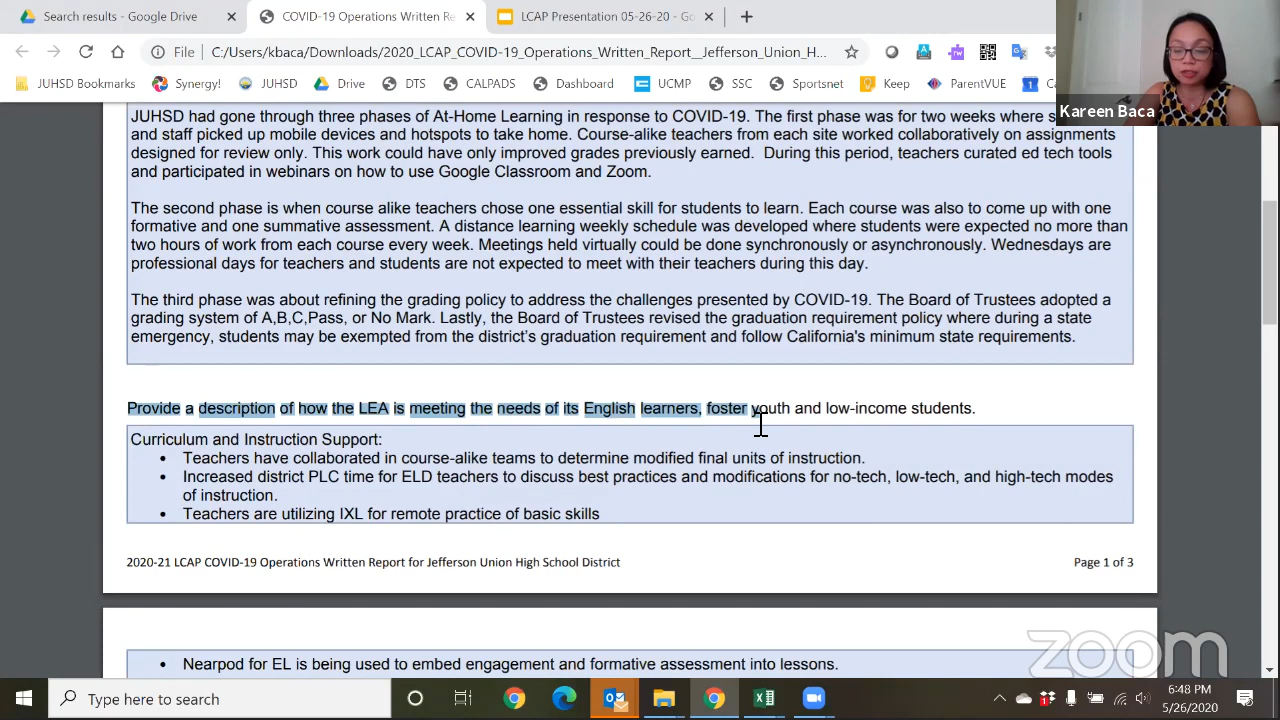 Search results - Google Drive
COVID-19 Operations Written Re
LCAP Presentation 05-26-20 - Go
File
C:/Users/kbaca/Downloads/2020_LCAP_COVID-19_Operations_Written_Report__Jefferson_Union_H...
JUHSD Bookmarks
Synergy!
JUHSD
Drive
DTS
CALPADS
Dashboard
UCMP
SSC
Sportsnet
Keep
ParentVUE
Ca
Kareen Baca
JUHSD had gone through three phases of At-Home Learning in response to COVID-19. The first phase was for two weeks where s
and staff picked up mobile devices and hotspots to take home. Course-alike teachers from each site worked collaboratively on assignments
designed for review only. This work could have only improved grades previously earned. During this period, teachers curated ed tech tools
and participated in webinars on how to use Google Classroom and Zoom.
The second phase is when course alike teachers chose one essential skill for students to learn. Each course was also to come up with one
formative and one summative assessment. A distance learning weekly schedule was developed where students were expected no more than
two hours of work from each course every week. Meetings held virtually could be done synchronously or asynchronously. Wednesdays are
professional days for teachers and students are not expected to meet with their teachers during this day.
The third phase was about refining the grading policy to address the challenges presented by COVID-19. The Board of Trustees adopted a
grading system of A,B,C,Pass, or No Mark. Lastly, the Board of Trustees revised the graduation requirement policy where during a state
emergency, students may be exempted from the district's graduation requirement and follow California's minimum state requirements.
Provide a description of how the LEA is meeting the needs of its English learners, foster youth and low-income students.
Curriculum and Instruction Support:
• Teachers have collaborated in course-alike teams to determine modified final units of instruction.
• Increased district PLC time for ELD teachers to discuss best practices and modifications for no-tech, low-tech, and high-tech modes
of instruction.
• Teachers are utilizing IXL for remote practice of basic skills
2020-21 LCAP COVID-19 Operations Written Report for Jefferson Union High School District
Page 1 of 3
• Nearpod for EL is being used to embed engagement and formative assessment into lessons.
zoom
Type here to search
6:48 PM
5/26/2020